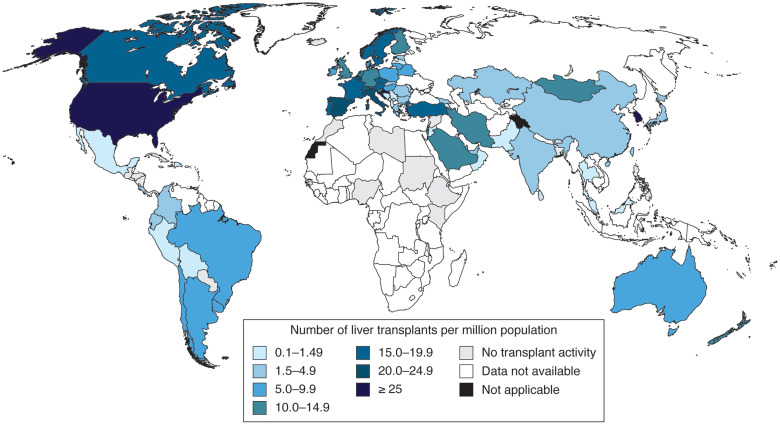 Number of liver transplants per million population
0.1–1.49
1.5–4.9
5.0–9.9
10.0–14.9
15.0–19.9
20.0–24.9
≥ 25
No transplant activity
Data not available
Not applicable